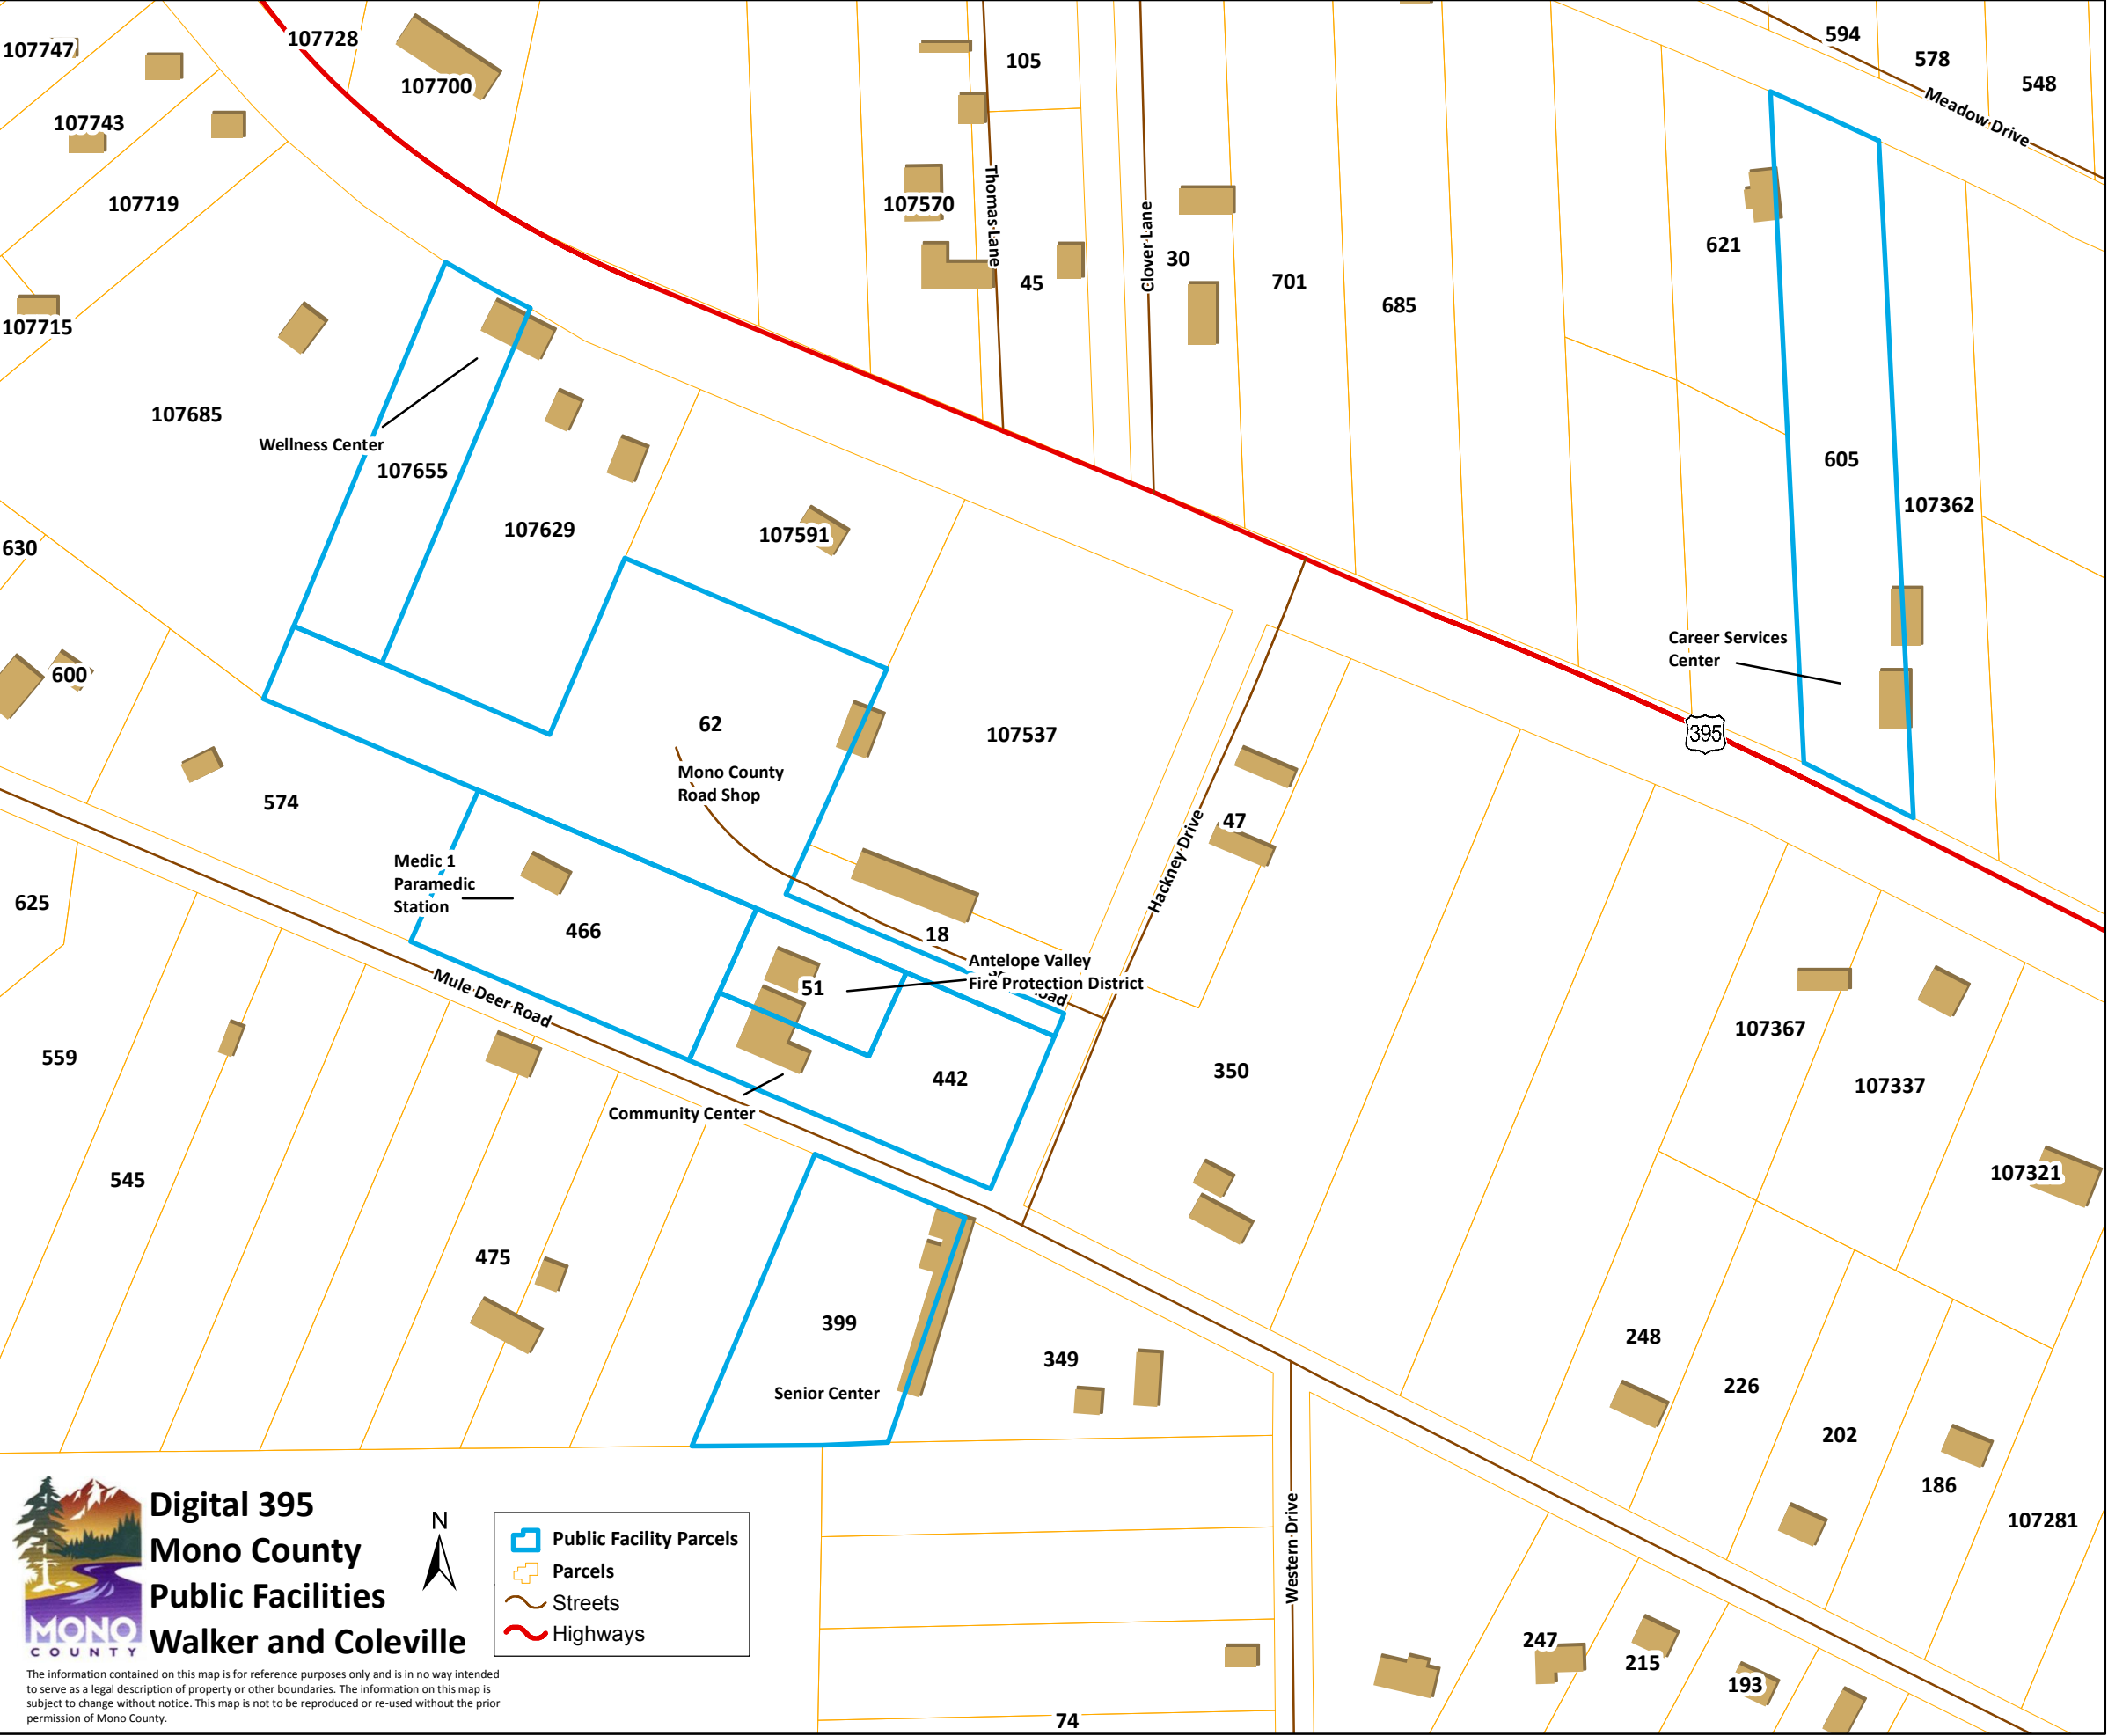 107747
107728
107700
105
594
578
548
Meadow Drive
107743
107719
107570
Thomas Lane
45
Clover Lane
30
701
685
621
107715
107685
Wellness Center
107655
107629
107591
605
107362
630
600
62
107537
Career Services
Center
395
Mono County
Road Shop
574
47
Hackney Drive
Medic 1
Paramedic
Station
466
625
18
Antelope Valley
Fire Protection District
51
Mule Deer Road
559
442
350
107367
107337
Community Center
545
107321
475
399
Senior Center
349
248
226
202
186
107281
Western Drive
247
215
193
74
MONO
COUNTY
Digital 395
Mono County
Public Facilities
Walker and Coleville
N
Public Facility Parcels
Parcels
Streets
Highways
The information contained on this map is for reference purposes only and is in no way intended
to serve as a legal description of property or other boundaries. The information on this map is
subject to change without notice. This map is not to be reproduced or re-used without the prior
permission of Mono County.